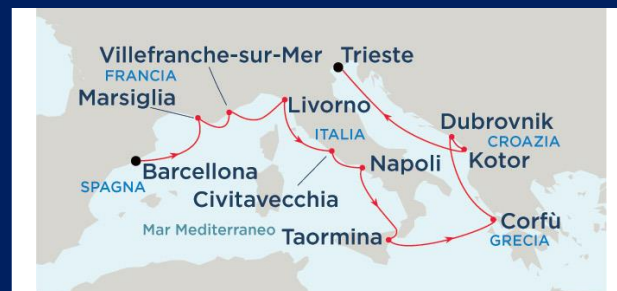 Villefranche-sur-Mer
FRANCIA
Marsiglia
Trieste
Livorno
ITALIA
Dubrovnik
CROAZIA
Kotor
Barcellona
SPAGNA
Civitavecchia
Napoli
Mar Mediterraneo
Taormina
Corfù
GRECIA